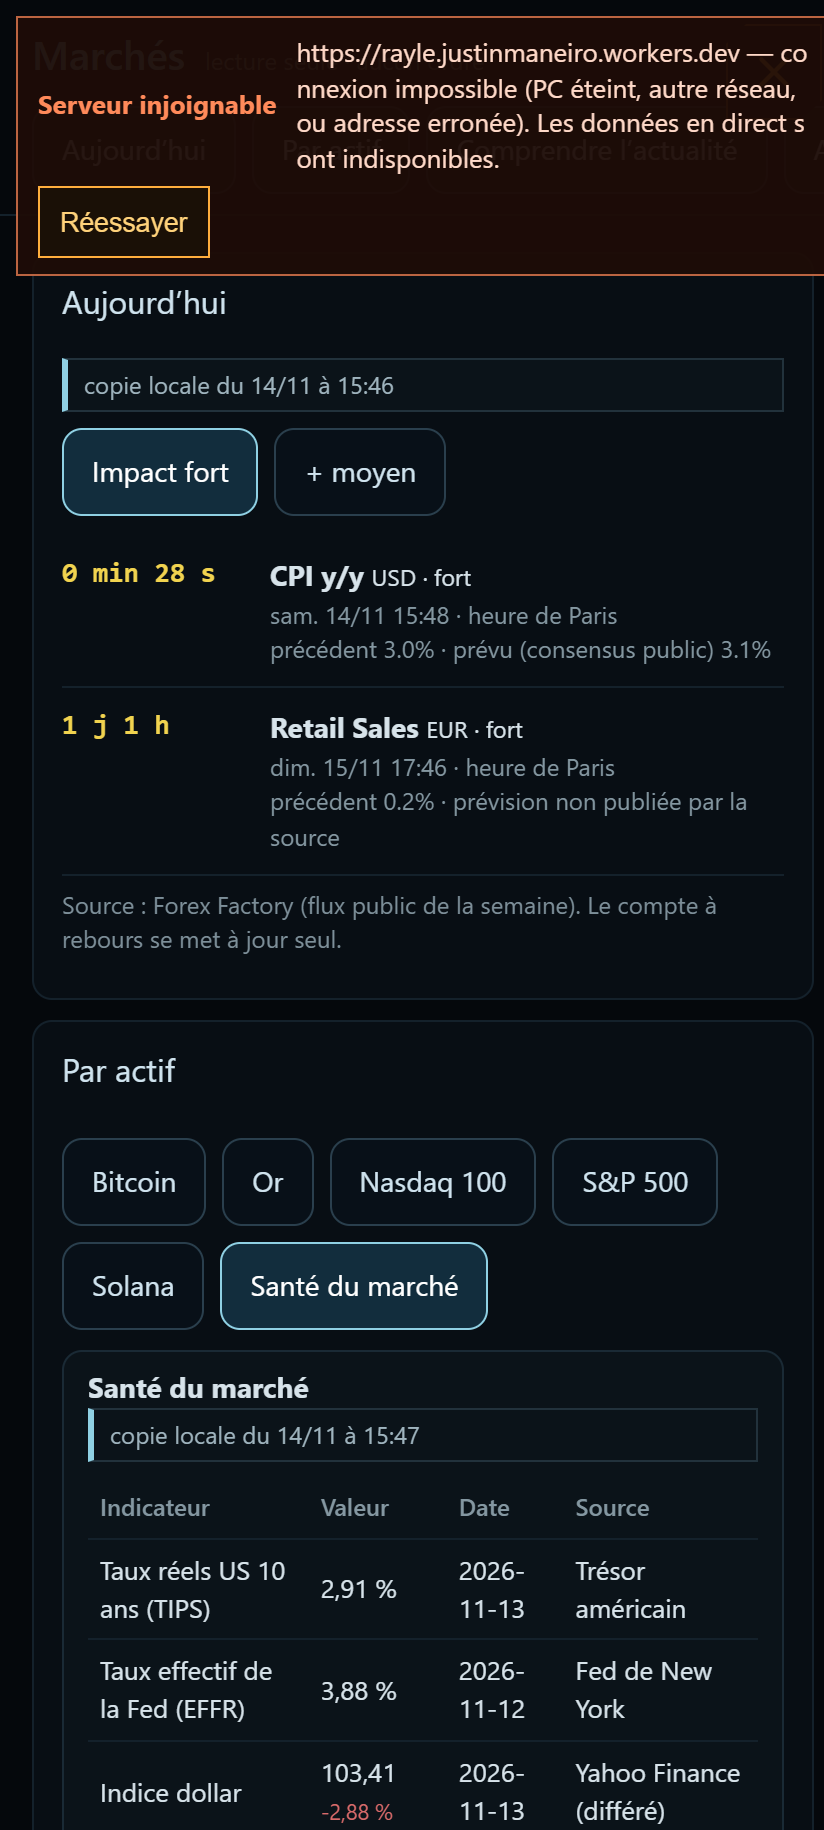 Marchés
Serveur injoignable
https://rayle.justinmaneiro.workers.dev — co
nnexion impossible (PC éteint, autre réseau,
ou adresse erronée). Les données en direct s
ont indisponibles.
Aujourd’hui Par actif Comprendre l’actualité
Réessayer
Aujourd’hui
copie locale du 14/11 à 15:46
Impact fort + moyen
0 min 28 s
CPI y/y USD · fort
sam. 14/11 15:48 · heure de Paris
précédent 3.0% · prévu (consensus public) 3.1%
1 j 1 h
Retail Sales EUR · fort
dim. 15/11 17:46 · heure de Paris
précédent 0.2% · prévision non publiée par la
source
Source : Forex Factory (flux public de la semaine). Le compte à
rebours se met à jour seul.
Par actif
Bitcoin Or Nasdaq 100 S&P 500
Solana Santé du marché
Santé du marché
copie locale du 14/11 à 15:47
Indicateur Valeur Date Source
Taux réels US 10
ans (TIPS)
2,91 %
2026-
11-13
Trésor
américain
Taux effectif de
la Fed (EFFR)
3,88 %
2026-
11-12
Fed de New
York
Indice dollar
103,41
-2,88 %
2026-
11-13
Yahoo Finance
(différé)